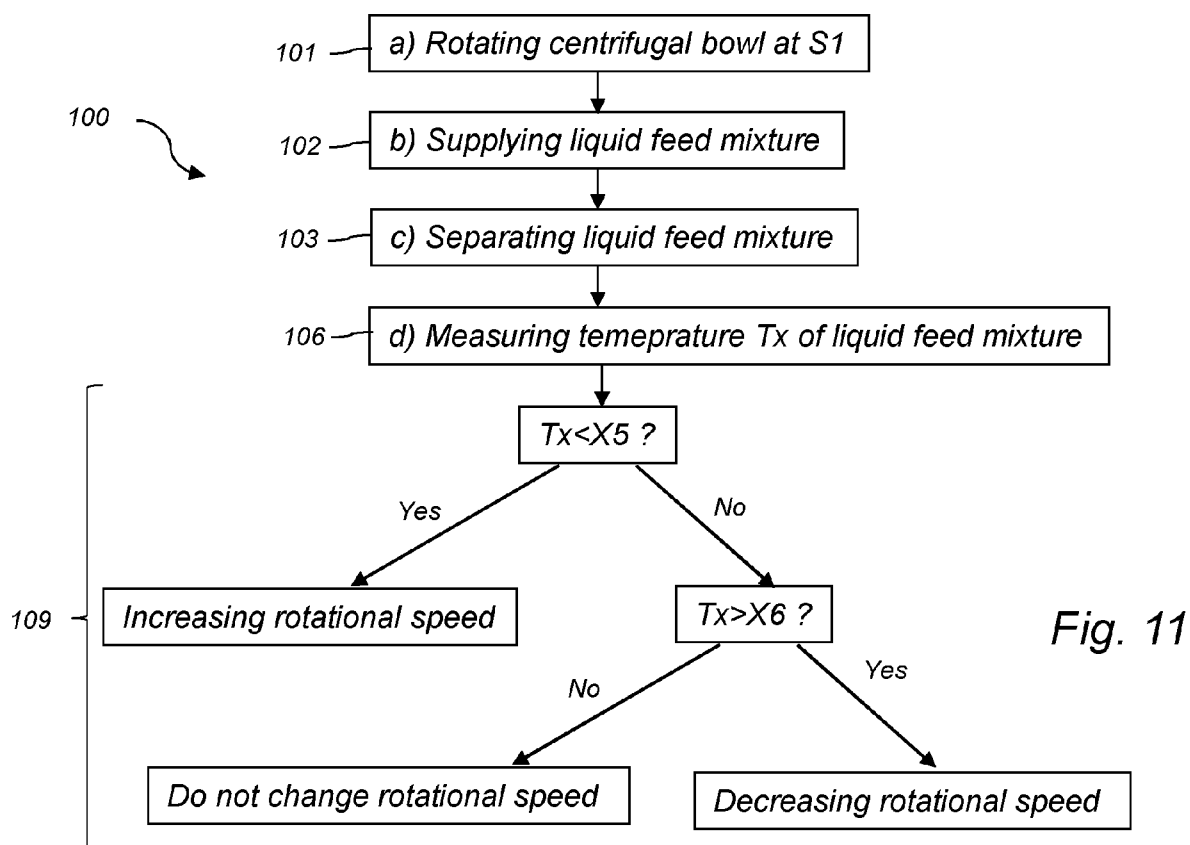 101
a) Rotating centrifugal bowl at S1
100
102
b) Supplying liquid feed mixture
103
c) Separating liquid feed mixture
106
d) Measuring temeprature Tx of liquid feed mixture
Tx<X5 ?
Yes
No
109
Increasing rotational speed
Tx>X6 ?
Fig. 11
No
Yes
Do not change rotational speed
Decreasing rotational speed